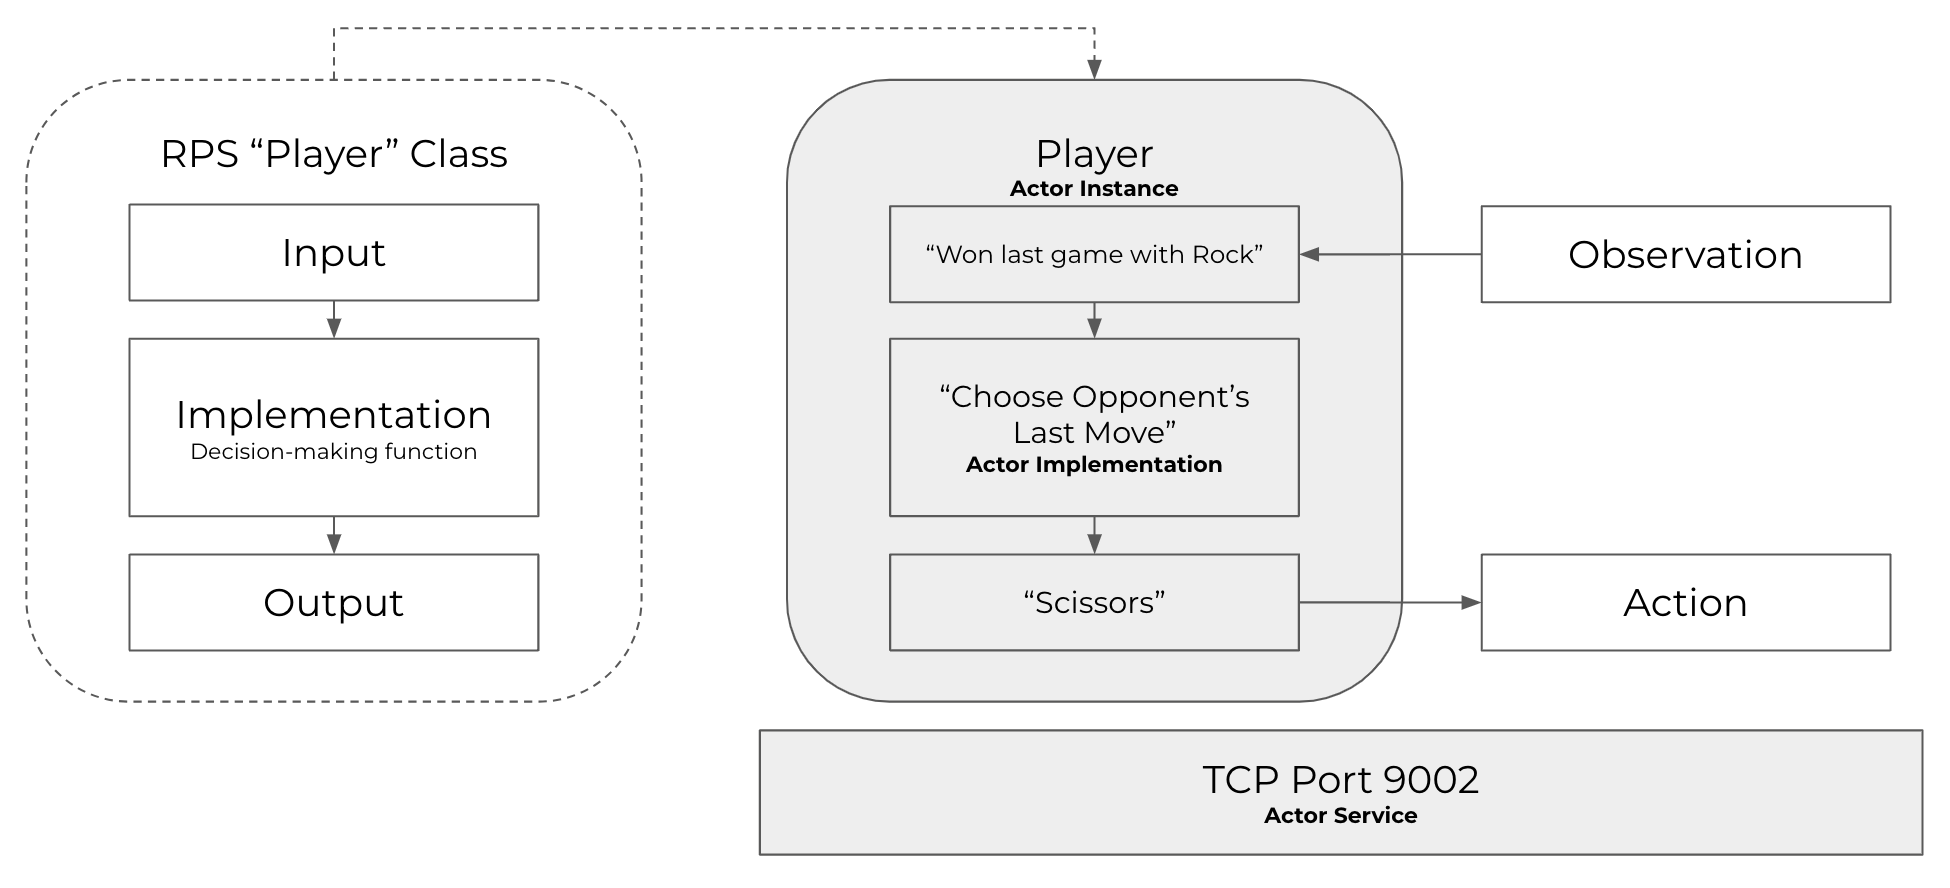 RPS “Player” Class
Input
Implementation
Decision-making function
Output
Player
Actor Instance
“Won last game with Rock”
“Choose Opponent’s
Last Move”
Actor Implementation
“Scissors”
Observation
Action
TCP Port 9002
Actor Service